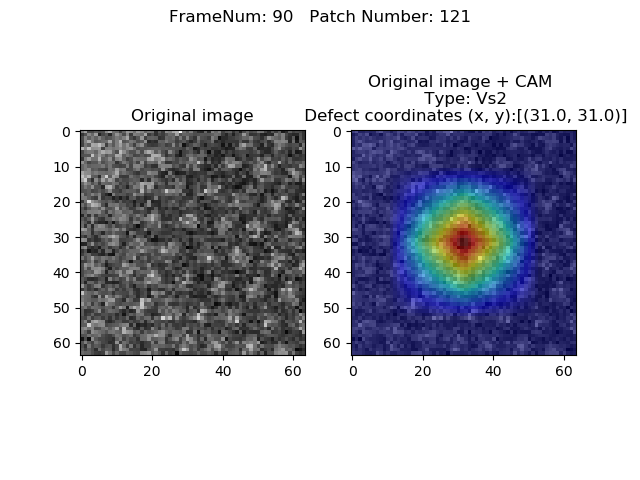 FrameNum: 90   Patch Number: 121
Original image
0
10
20
30
40
50
60
0 20 40 60
Original image + CAM
Type: Vs2
Defect coordinates (x, y):[(31.0, 31.0)]
0
10
20
30
40
50
60
0 20 40 60